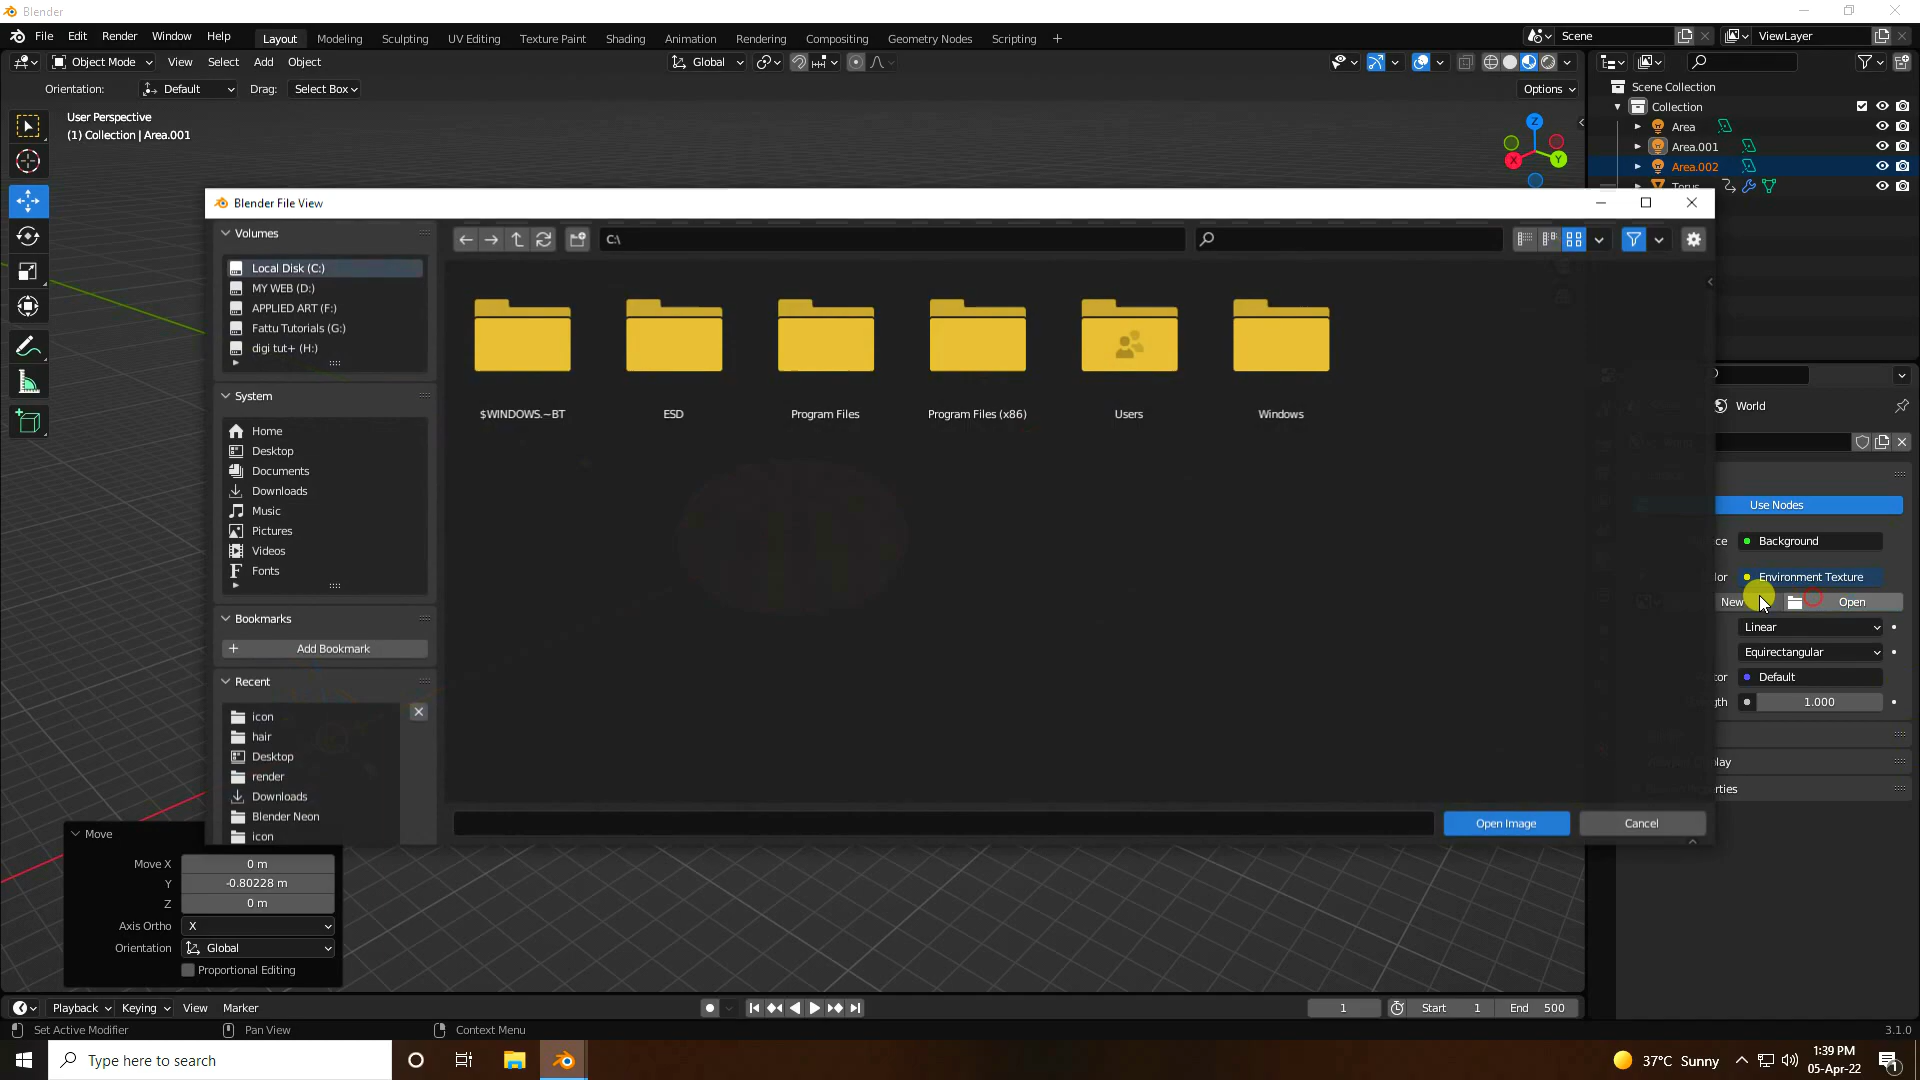 Blender
File Edit Render Window Help Layout Modeling Sculpting UV Editing Texture Paint Shading Animation Rendering Compositing Geometry Nodes Scripting + Scene ViewLayer
Object Mode View Select Add Object Global
Orientation: Default Drag: Select Box Options
User Perspective
(1) Collection | Area.001
Z
X
Y
Scene Collection
Collection
Area
Area.001
Area.002
Torus
Blender File View
Volumes
Local Disk (C:)
MY WEB (D:)
APPLIED ART (F:)
Fattu Tutorials (G:)
digi tut+ (H:)
System
Home
Desktop
Documents
Downloads
Music
Pictures
Videos
Fonts
Bookmarks
Add Bookmark
Recent
icon
hair
Desktop
render
Downloads
Blender Neon
icon
C:\
$WINDOWS.~BT ESD Program Files Program Files (x86) Users Windows
Open Image Cancel
World
Use Nodes
ce Background
lor Environment Texture
New Open
Linear
Equirectangular
tor Default
gth 1.000
Move
Move X 0 m
Y -0.80228 m
Z 0 m
Axis Ortho X
Orientation Global
Proportional Editing
Playback Keying View Marker 1 Start 1 End 500
Set Active Modifier Pan View Context Menu 3.1.0
Type here to search 37°C Sunny 1:39 PM
05-Apr-22
1